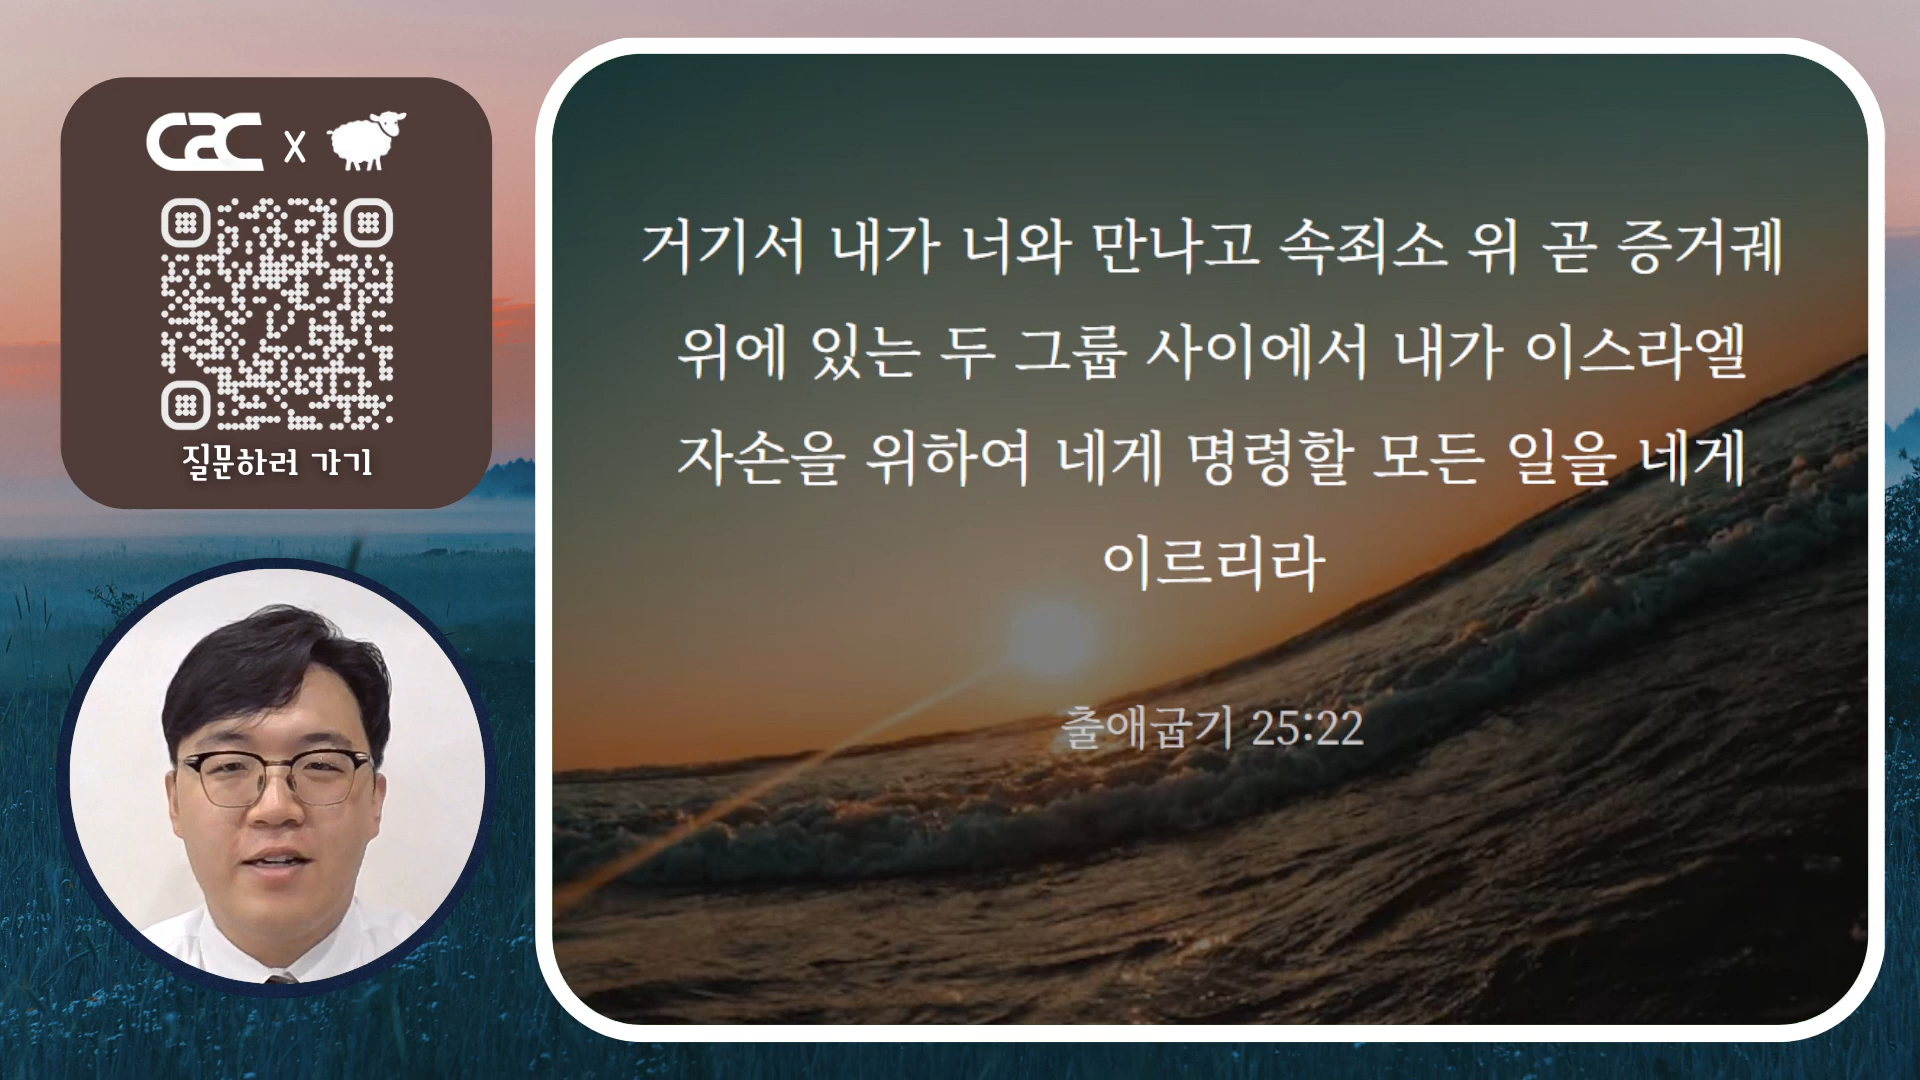 CAC X
질문하러 가기
거기서 내가 너와 만나고 속죄소 위 곧 증거궤
위에 있는 두 그룹 사이에서 내가 이스라엘
자손을 위하여 네게 명령할 모든 일을 네게
이르리라
출애굽기 25:22